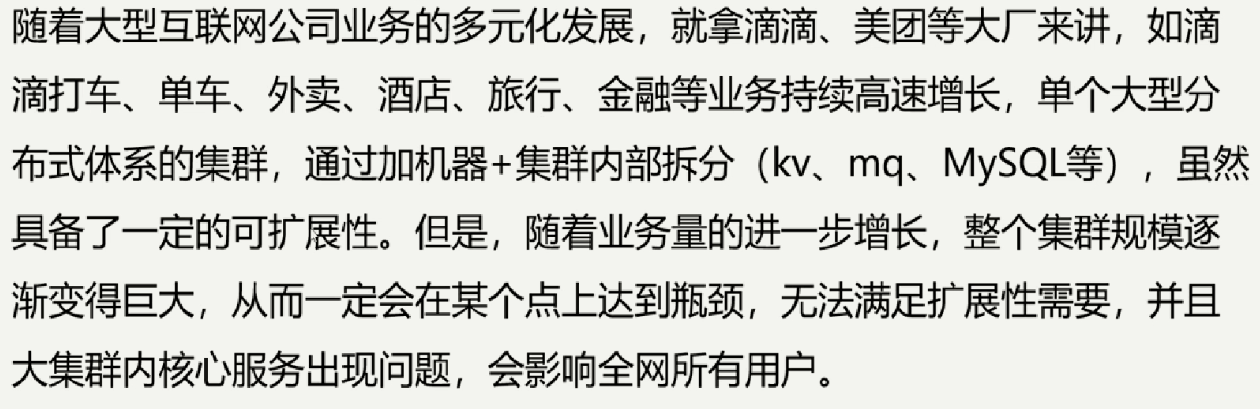 随着大型互联网公司业务的多元化发展，就拿滴滴、美团等大厂来讲，如滴
滴打车、单车、外卖、酒店、旅行、金融等业务持续高速增长，单个大型分
布式体系的集群，通过加机器+集群内部拆分（kv、mq、MySQL等），虽然
具备了一定的可扩展性。但是，随着业务量的进一步增长，整个集群规模逐
渐变得巨大，从而一定会在某个点上达到瓶颈，无法满足扩展性需要，并且
大集群内核心服务出现问题，会影响全网所有用户。